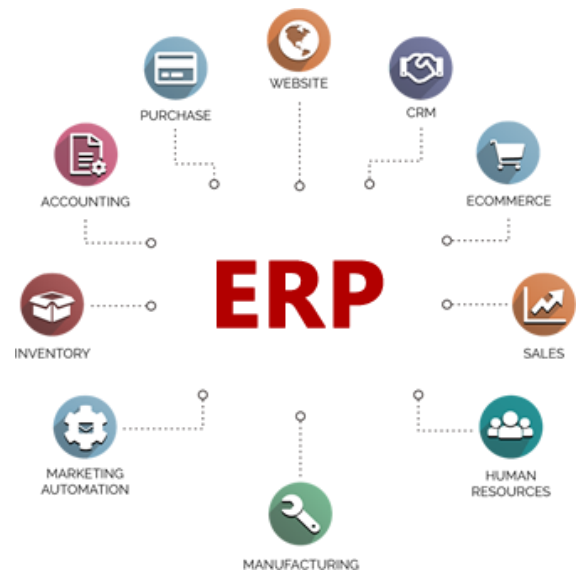 WEBSITE
CRM
PURCHASE
ECOMMERCE
ACCOUNTING
ERP
INVENTORY
SALES
MARKETING
AUTOMATION
HUMAN
RESOURCES
MANUFACTURING